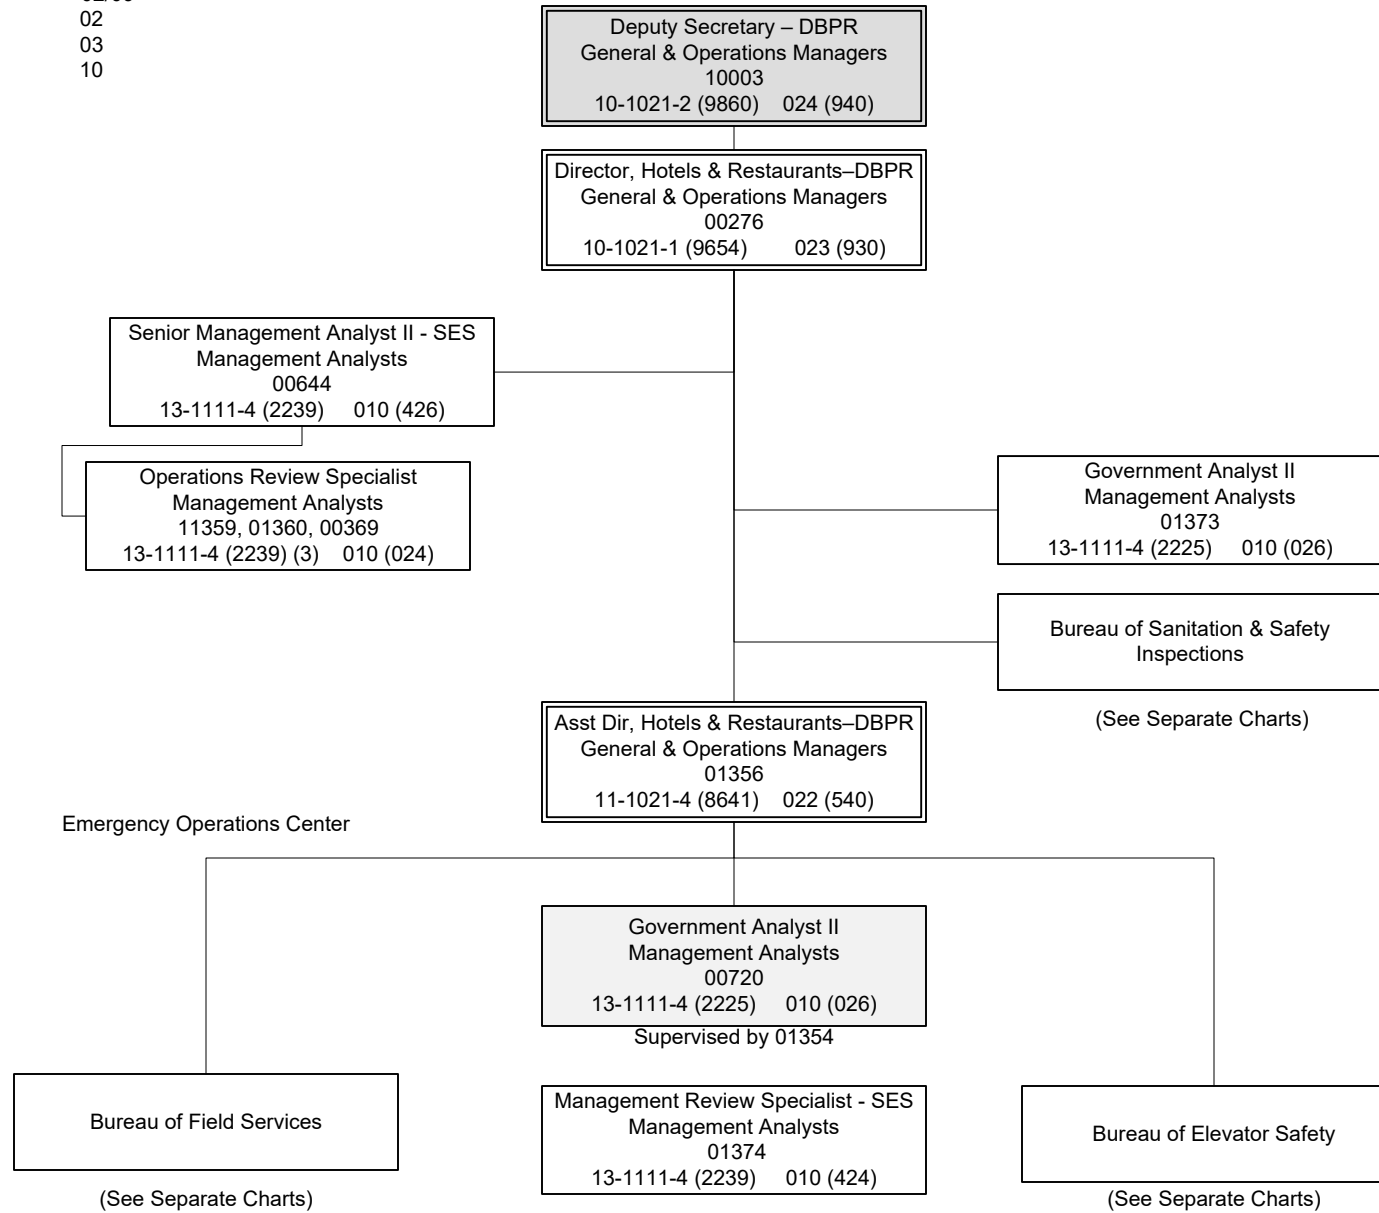 02
03
10
Deputy Secretary – DBPR
General & Operations Managers
10003
10-1021-2 (9860) 024 (940)
Director, Hotels & Restaurants–DBPR
General & Operations Managers
00276
10-1021-1 (9654) 023 (930)
Senior Management Analyst II - SES
Management Analysts
00644
13-1111-4 (2239) 010 (426)
Operations Review Specialist
Management Analysts
11359, 01360, 00369
13-1111-4 (2239) (3) 010 (024)
Government Analyst II
Management Analysts
01373
13-1111-4 (2225) 010 (026)
Bureau of Sanitation & Safety
Inspections
(See Separate Charts)
Asst Dir, Hotels & Restaurants–DBPR
General & Operations Managers
01356
11-1021-4 (8641) 022 (540)
Emergency Operations Center
Government Analyst II
Management Analysts
00720
13-1111-4 (2225) 010 (026)
Supervised by 01354
Bureau of Field Services
(See Separate Charts)
Management Review Specialist - SES
Management Analysts
01374
13-1111-4 (2239) 010 (424)
Bureau of Elevator Safety
(See Separate Charts)